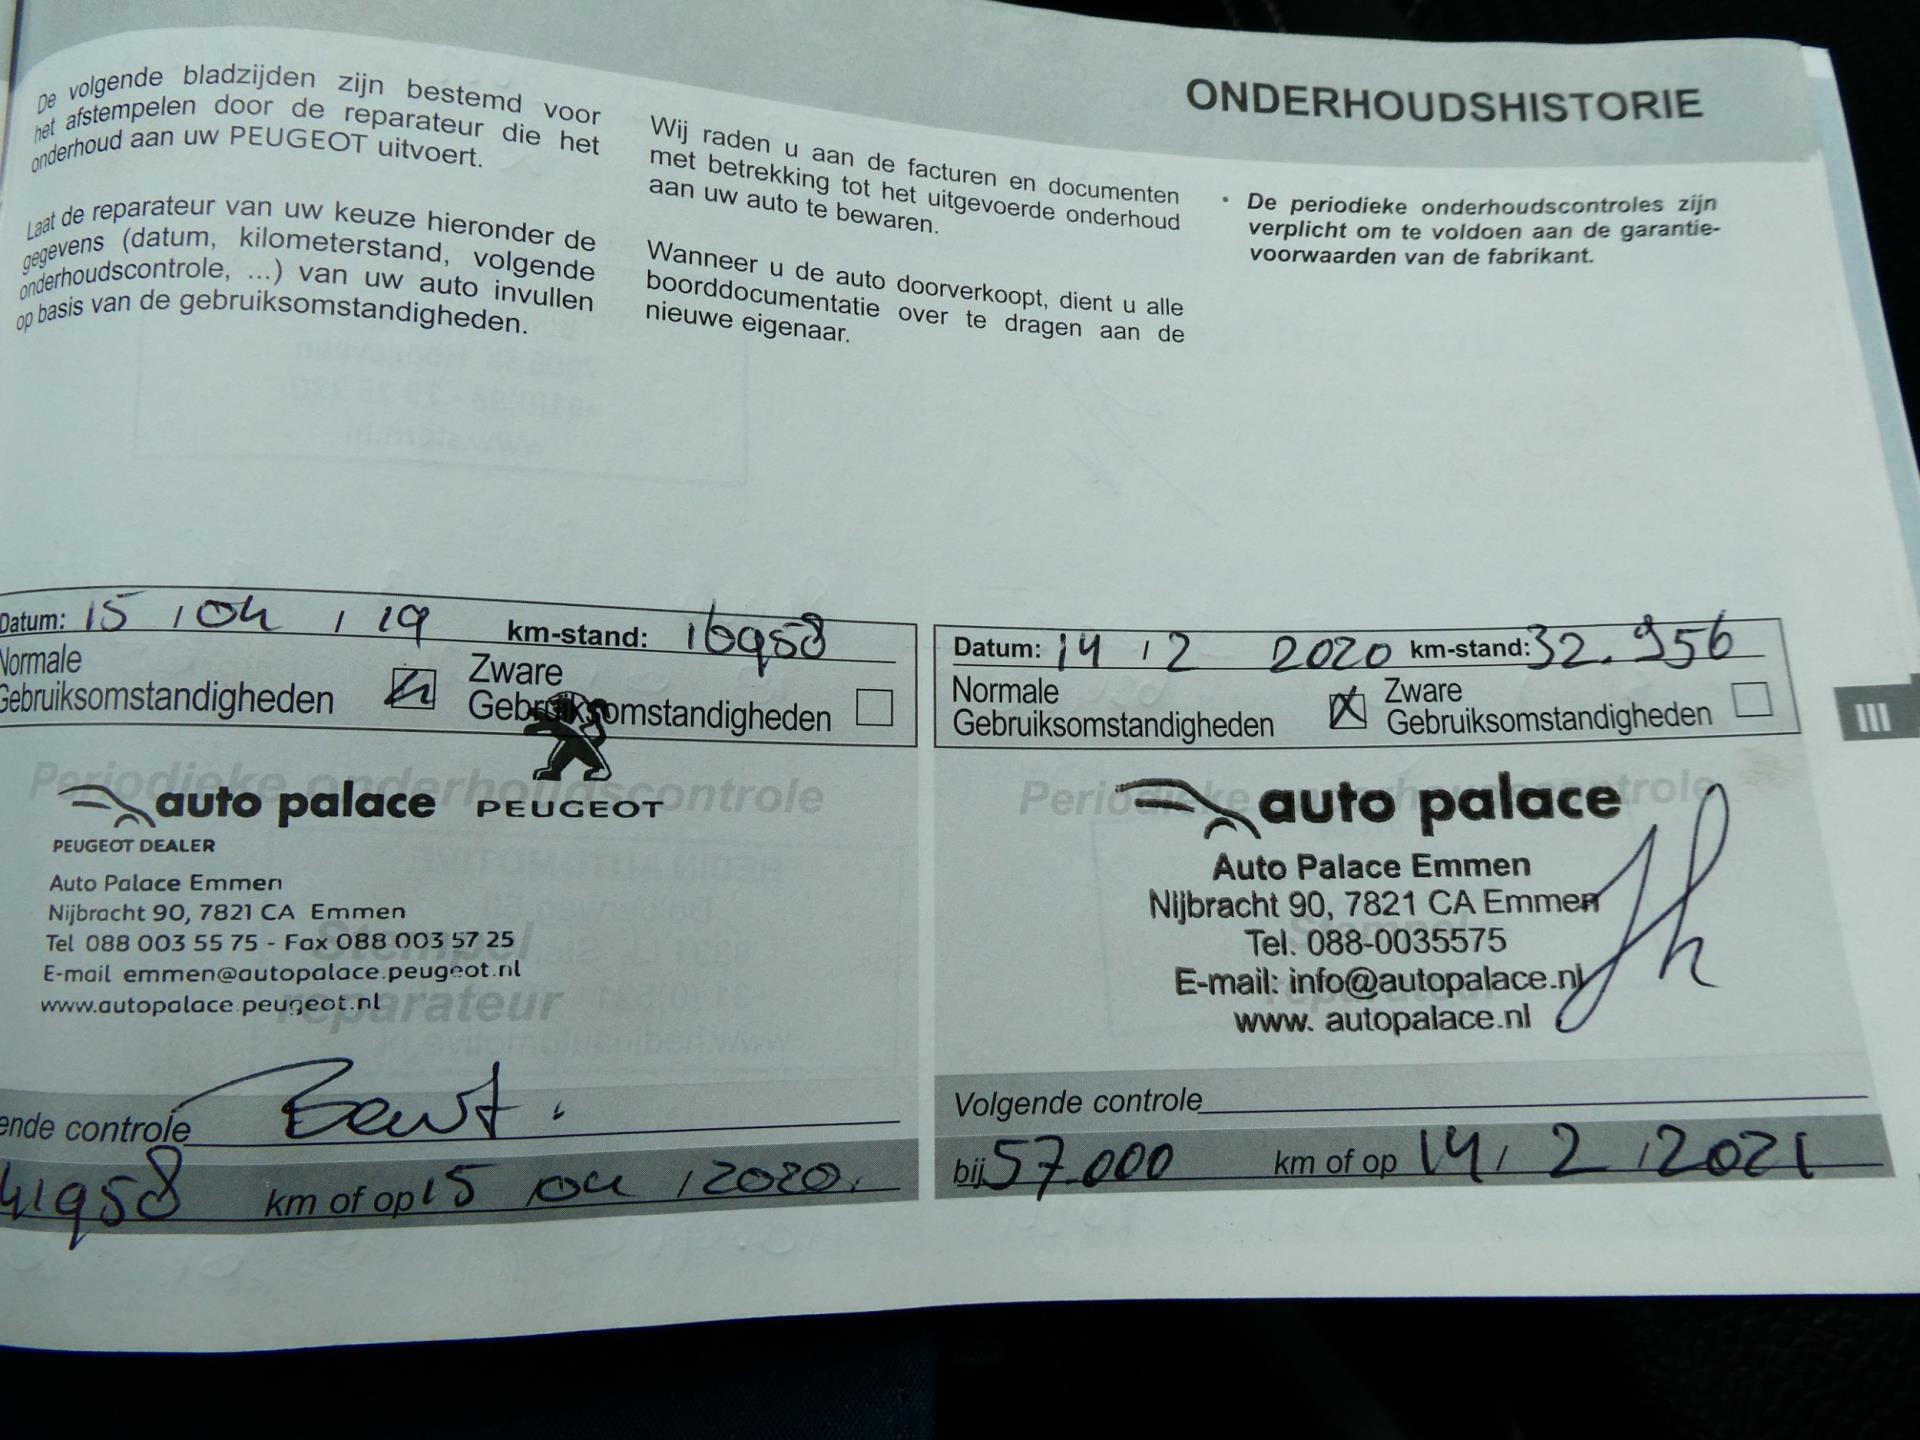 ONDERHOUDSHISTORIE
De volgende bladzijden zijn bestemd voor
het afstempelen door de reparateur die het
onderhoud aan uw PEUGEOT uitvoert.
Laat de reparateur van uw keuze hieronder de
gegevens (datum, kilometerstand, volgende
onderhoudscontrole, ...) van uw auto invullen
op basis van de gebruiksomstandigheden.
Wij raden u aan de facturen en documenten
met betrekking tot het uitgevoerde onderhoud
aan uw auto te bewaren.
Wanneer u de auto doorverkoopt, dient u alle
boorddocumentatie over te dragen aan de
nieuwe eigenaar.
• De periodieke onderhoudscontroles zijn
verplicht om te voldoen aan de garantie-
voorwaarden van de fabrikant.
Datum: 15 / 04 / 19 km-stand: 16958
Normale
Gebruiksomstandigheden
Zware
Gebruiksomstandigheden
Periodieke onderhoudscontrole
auto palace PEUGEOT
PEUGEOT DEALER
Auto Palace Emmen
Nijbracht 90, 7821 CA Emmen
Tel 088 003 55 75 - Fax 088 003 57 25
E-mail emmen@autopalace.peugeot.nl
www.autopalace.peugeot.nl
Stempel
reparateur
ende controle
41958 km of op 15 / 04 / 2020.
Datum: 14 / 2 2020 km-stand: 32.956
Normale
Gebruiksomstandigheden
X
Zware
Gebruiksomstandigheden
Periodieke onderhoudscontrole
auto palace
Auto Palace Emmen
Nijbracht 90, 7821 CA Emmen
Tel. 088-0035575
E-mail: info@autopalace.nl
www. autopalace.nl
Stempel
reparateur
Volgende controle
bij 57.000 km of op 14 / 2 / 2021
III